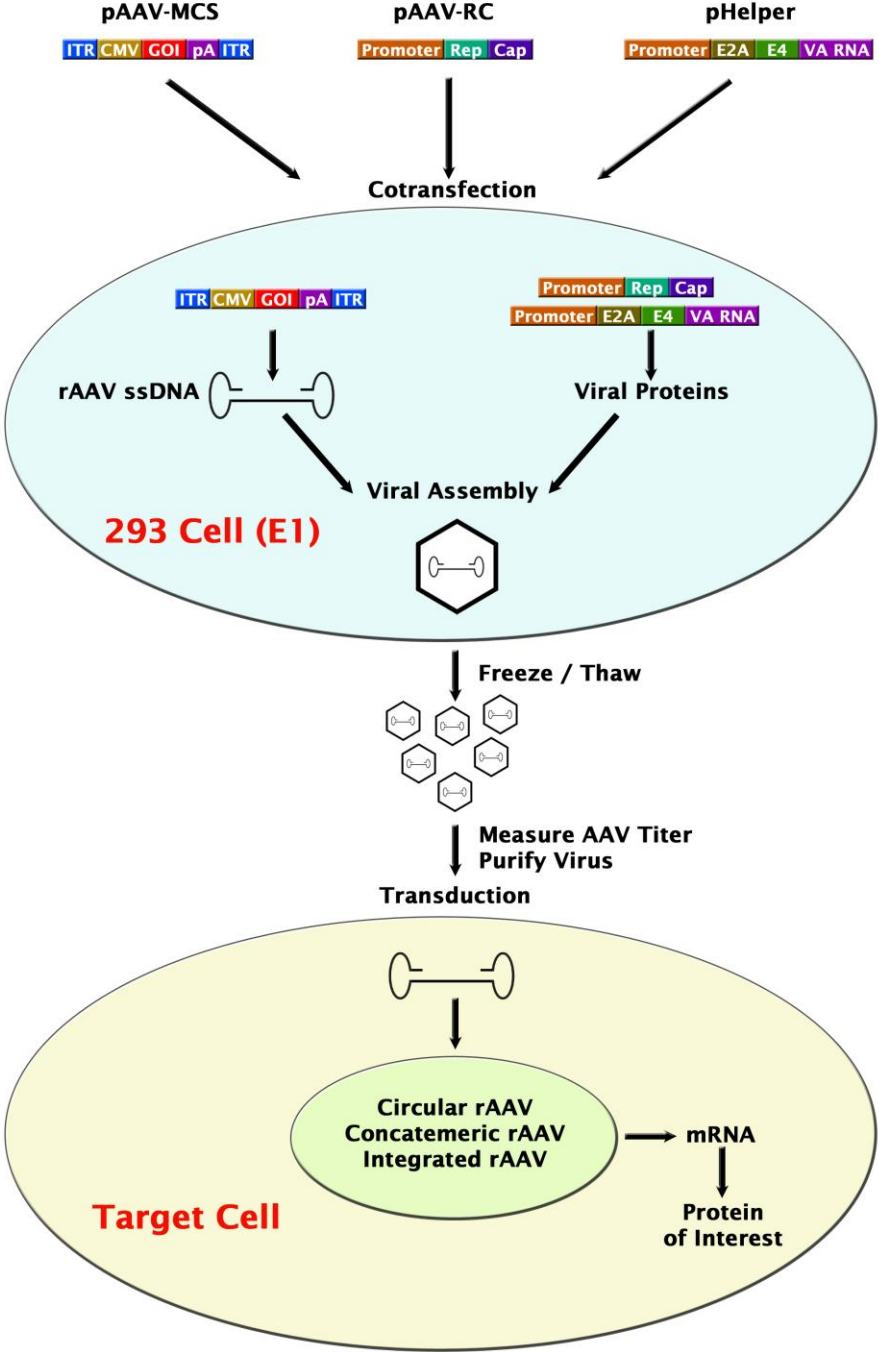 pAAV-MCS
pAAV-RC
pHelper
ITR CMV GOI pA ITR
Promoter Rep Cap
Promoter E2A E4 VA RNA
Cotransfection
ITR CMV GOI pA ITR
Promoter Rep Cap
Promoter E2A E4 VA RNA
rAAV ssDNA
Viral Proteins
Viral Assembly
293 Cell (E1)
Freeze / Thaw
Measure AAV Titer
Purify Virus
Transduction
Circular rAAV
Concatemeric rAAV
Integrated rAAV
mRNA
Protein
of Interest
Target Cell